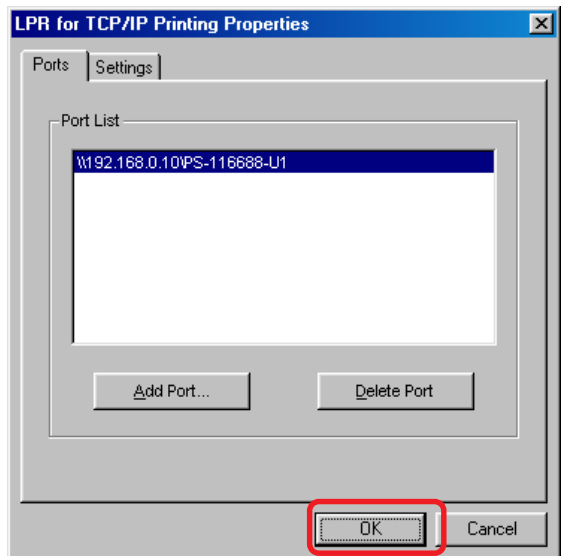 LPR for TCP/IP Printing Properties
Ports Settings
Port List
\\192.168.0.10\PS-116688-U1
Add Port... Delete Port
OK Cancel